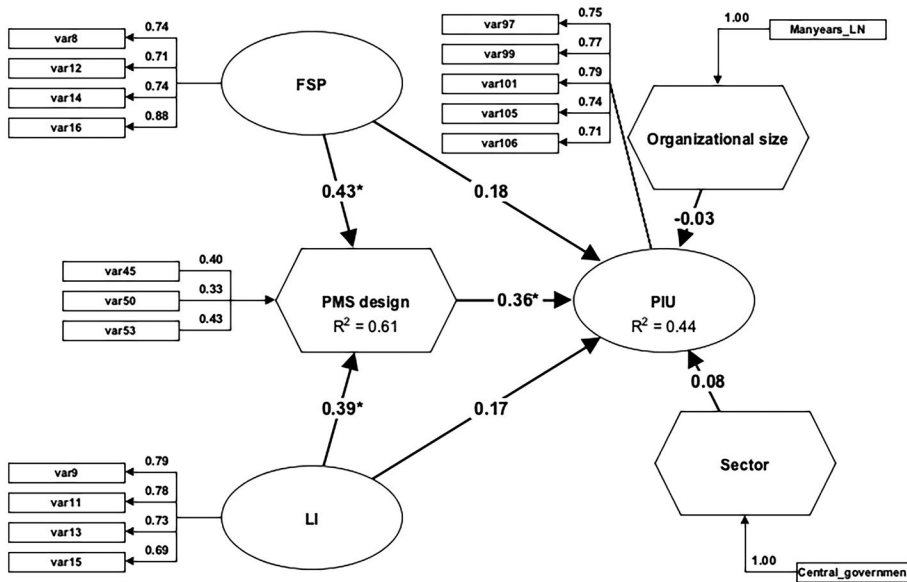 var8
0.74
var12
0.71
var14
0.74
var16
0.88
FSP
var97
0.75
var99
0.77
var101
0.79
var105
0.74
var106
0.71
1.00
Manyears_LN
Organizational size
0.43*
0.18
-0.03
var45
0.40
var50
0.33
var53
0.43
PMS design
R² = 0.61
0.36*
PIU
R² = 0.44
0.39*
0.17
0.08
var9
0.79
var11
0.78
var13
0.73
var15
0.69
LI
Sector
1.00
Central_governmen